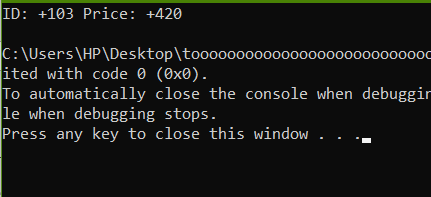 ID: +103 Price: +420
C:\Users\HP\Desktop\toooooooooooooooooooooooooo
ited with code 0 (0x0).
To automatically close the console when debuggin
le when debugging stops.
Press any key to close this window . . .